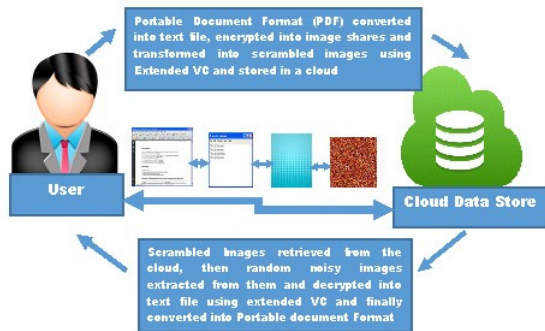 Portable Document Format (PDF) converted
into text file, encrypted into image shares and
transformed into scrambled images using
Extended VC and stored in a cloud
User
Cloud Data Store
Scrambled Images retrieved from the
cloud, then random noisy images
extracted from them and decrypted into
text file using extended VC and finally
converted into Portable document Format